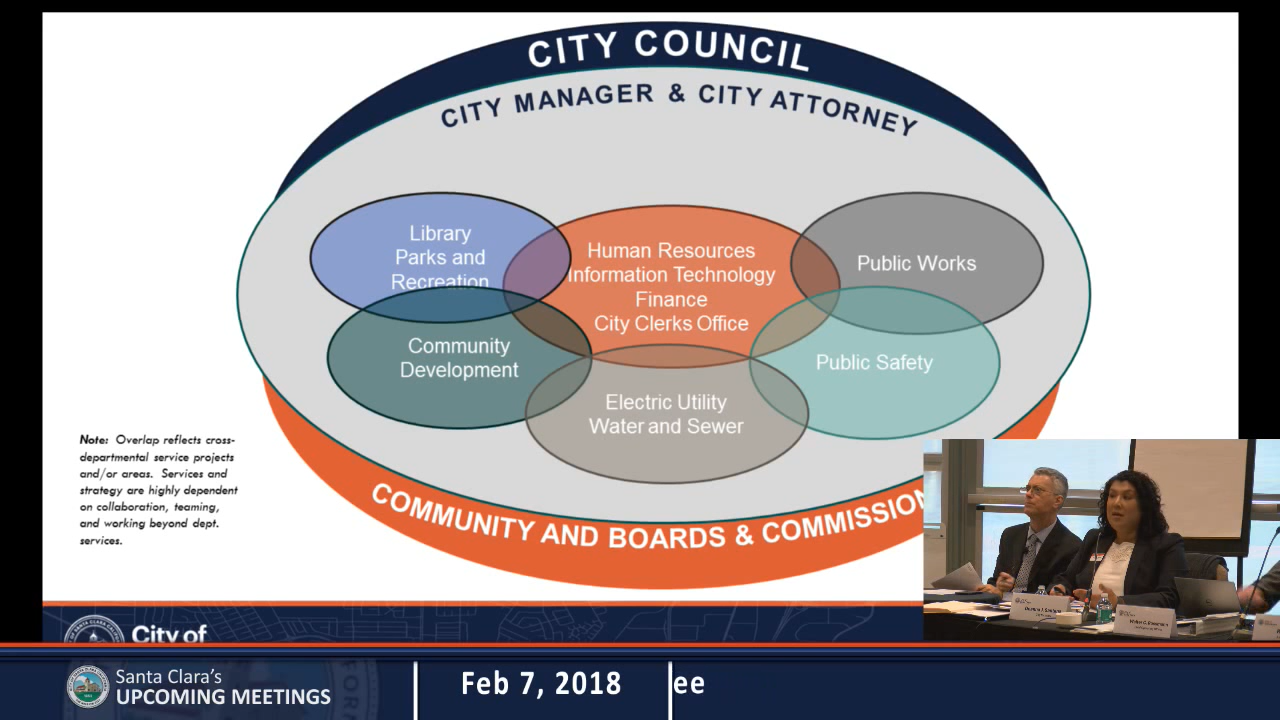 CITY COUNCIL
CITY MANAGER & CITY ATTORNEY
Library
Parks and
Recreation
Human Resources
Information Technology
Finance
City Clerks Office
Public Works
Community
Development
Public Safety
Electric Utility
Water and Sewer
Note: Overlap reflects cross-
departmental service projects
and/or areas. Services and
strategy are highly dependent
on collaboration, teaming,
and working beyond dept.
services.
COMMUNITY AND BOARDS & COMMISSION
City of
Santa Clara's
UPCOMING MEETINGS
Feb 7, 2018
ee